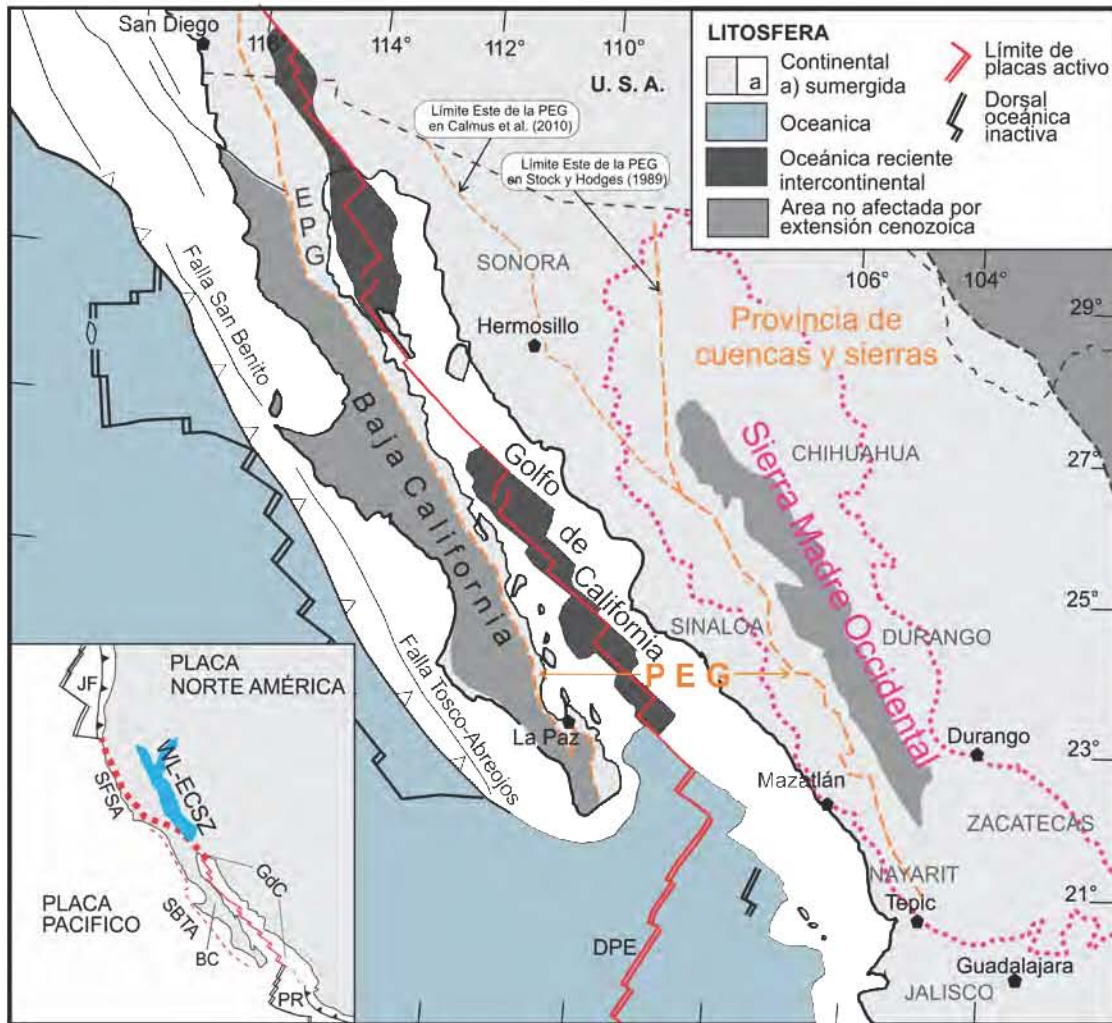 San Diego
116°
114°
112°
110°
U. S. A.
LITOSFERA
Continental
a) sumergida
a
Oceanica
Oceánica reciente
intercontinental
Area no afectada por
extensión cenozoica
Límite de
placas activo
Dorsal
oceánica
inactiva
Límite Este de la PEG
en Calmus et al. (2010)
Límite Este de la PEG
en Stock y Hodges (1989)
106°
104°
29°
27°
25°
23°
21°
PEG
SONORA
Hermosillo
Provincia de
cuencas y sierras
Falla San Benito
Baja California
Golfo
de
California
CHIHUAHUA
Sierra Madre Occidental
SINALOA
DURANGO
P E G
Falla Tosco-Abreojos
La Paz
Durango
Mazatlán
ZACATECAS
NAYARIT
Tepic
DPE
Guadalajara
JALISCO
PLACA
NORTE AMÉRICA
JF
WL-ECSZ
SFSA
GdC
PLACA
PACIFICO
SBTA
BC
PR